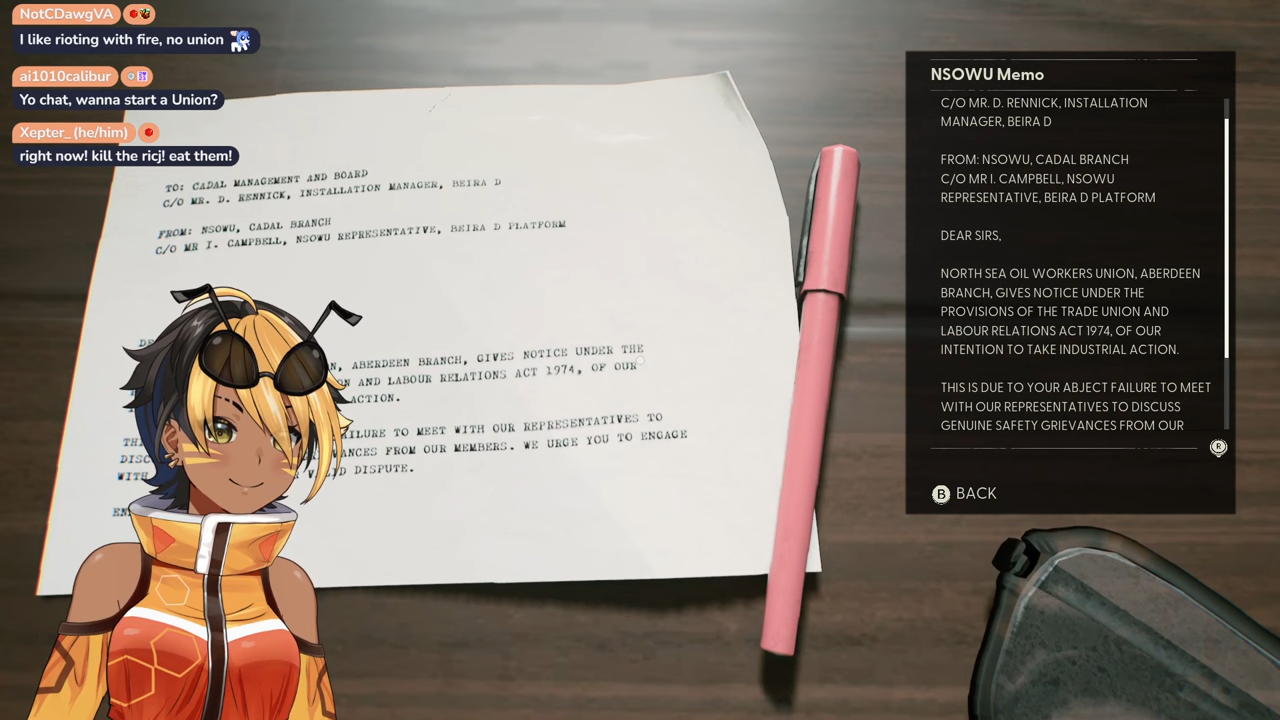 NotCDawgVA
I like rioting with fire, no union
ai1010calibur
Yo chat, wanna start a Union?
Xepter_ (he/him)
right now! kill the ricj! eat them!
TO: CADAL MANAGEMENT AND BOARD
C/O MR. D. RENNICK, INSTALLATION MANAGER, BEIRA D
FROM: NSOWU, CADAL BRANCH
C/O MR I. CAMPBELL, NSOWU REPRESENTATIVE, BEIRA D PLATFORM
ABERDEEN BRANCH, GIVES NOTICE UNDER THE
AND LABOUR RELATIONS ACT 1974, OF OUR
ACTION.
TO MEET WITH OUR REPRESENTATIVES TO
FROM OUR MEMBERS. WE URGE YOU TO ENGAGE
WITH
DISPUTE.
NSOWU Memo
C/O MR. D. RENNICK, INSTALLATION
MANAGER, BEIRA D
FROM: NSOWU, CADAL BRANCH
C/O MR I. CAMPBELL, NSOWU
REPRESENTATIVE, BEIRA D PLATFORM
DEAR SIRS,
NORTH SEA OIL WORKERS UNION, ABERDEEN
BRANCH, GIVES NOTICE UNDER THE
PROVISIONS OF THE TRADE UNION AND
LABOUR RELATIONS ACT 1974, OF OUR
INTENTION TO TAKE INDUSTRIAL ACTION.
THIS IS DUE TO YOUR ABJECT FAILURE TO MEET
WITH OUR REPRESENTATIVES TO DISCUSS
GENUINE SAFETY GRIEVANCES FROM OUR
R
B BACK